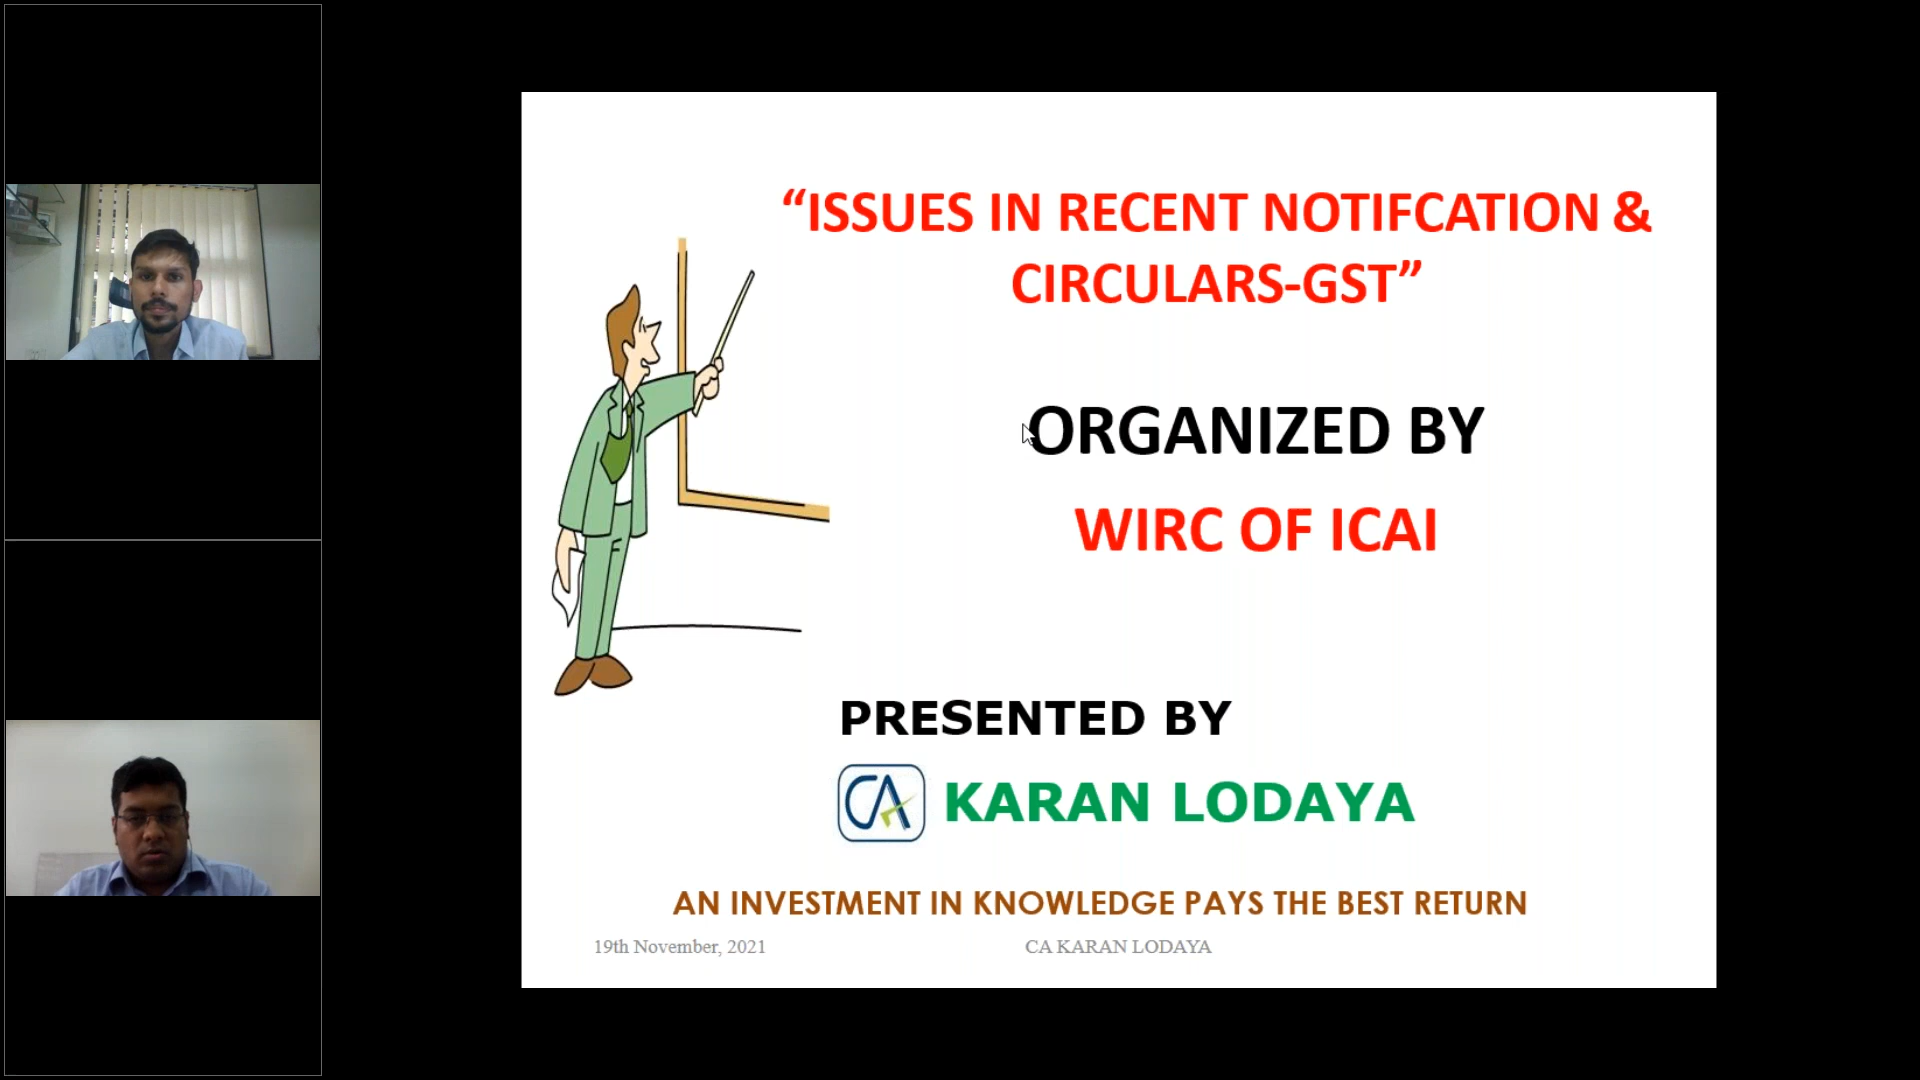 “ISSUES IN RECENT NOTIFCATION &
CIRCULARS-GST”
ORGANIZED BY
WIRC OF ICAI
PRESENTED BY
CA KARAN LODAYA
AN INVESTMENT IN KNOWLEDGE PAYS THE BEST RETURN
19th November, 2021 CA KARAN LODAYA